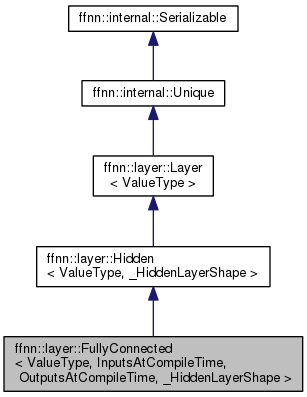 ffnn::internal::Serializable
ffnn::internal::Unique
ffnn::layer::Layer
< ValueType >
ffnn::layer::Hidden
< ValueType, _HiddenLayerShape >
ffnn::layer::FullyConnected
< ValueType, InputsAtCompileTime,
OutputsAtCompileTime, _HiddenLayerShape >